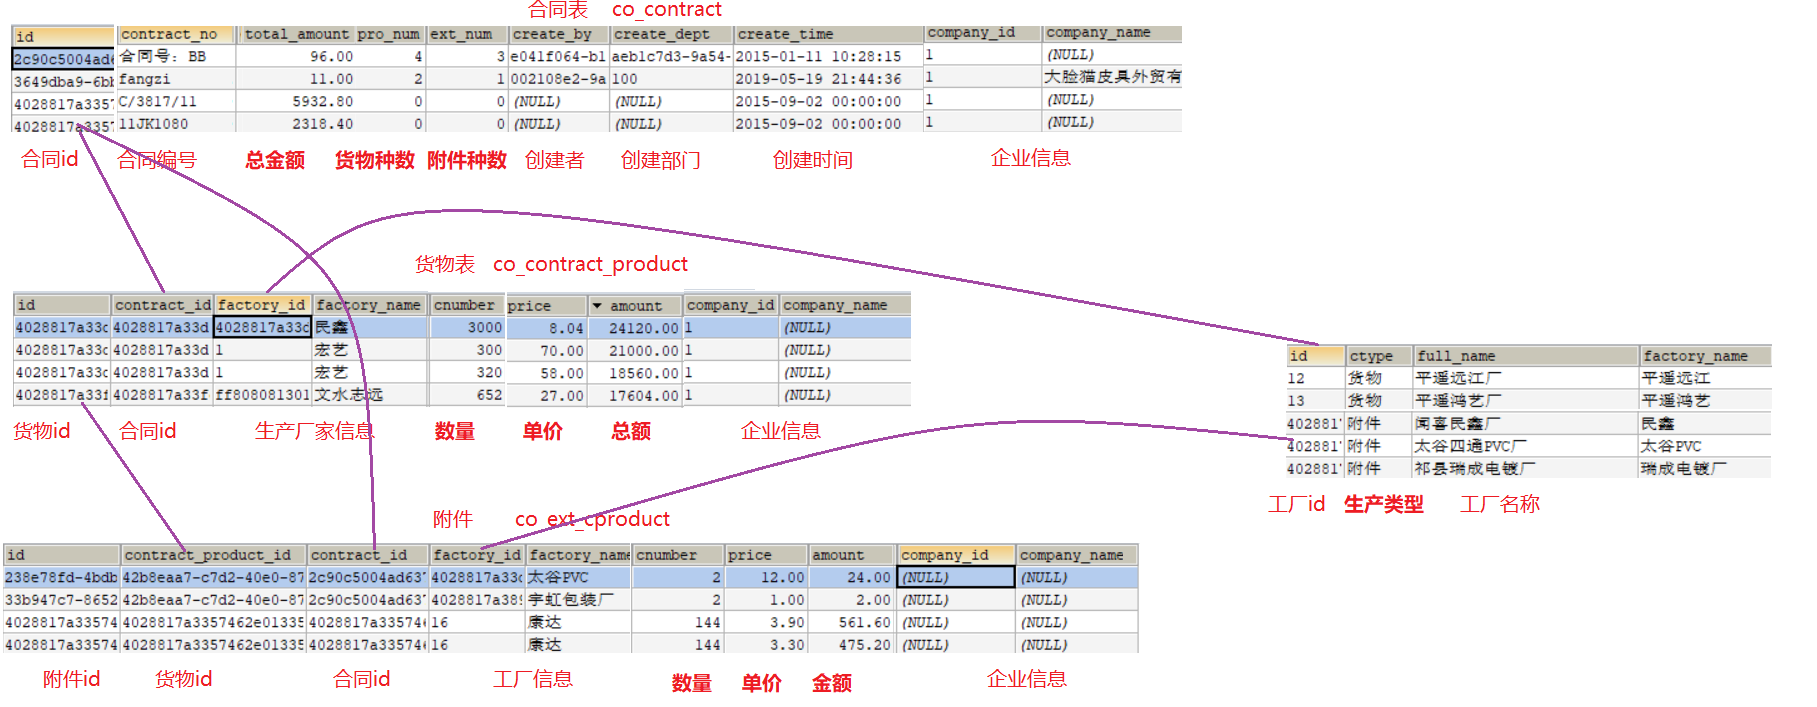 合同表 co_contract
id contract_no total_amount pro_num ext_num create_by create_dept create_time company_id company_name
2c90c5004ad6 合同号：BB 96.00 4 3 e041f064-b1 aeb1c7d3-9a54- 2015-01-11 10:28:15 1 (NULL)
3649dba9-6bb fangzi 11.00 2 1 002108e2-9a 100 2019-05-19 21:44:36 1 大脸猫皮具外贸有
4028817a3357 C/3817/11 5932.80 0 0 (NULL) (NULL) 2015-09-02 00:00:00 1 (NULL)
4028817a3357 11JK1080 2318.40 0 0 (NULL) (NULL) 2015-09-02 00:00:00 1 (NULL)
合同id 合同编号 总金额 货物种数 附件种数 创建者 创建部门 创建时间 企业信息
货物表 co_contract_product
id contract_id factory_id factory_name cnumber price amount company_id company_name
4028817a33c 4028817a33d 4028817a33c 民鑫 3000 8.04 24120.00 1 (NULL)
4028817a33c 4028817a33d 1 宏艺 300 70.00 21000.00 1 (NULL)
4028817a33c 4028817a33d 1 宏艺 320 58.00 18560.00 1 (NULL)
4028817a33f 4028817a33f ff808081301 文水志远 652 27.00 17604.00 1 (NULL)
货物id 合同id 生产厂家信息 数量 单价 总额 企业信息
id ctype full_name factory_name
12 货物 平遥远江厂 平遥远江
13 货物 平遥鸿艺厂 平遥鸿艺
402881 附件 闻喜民鑫厂 民鑫
402881 附件 太谷四通PVC厂 太谷PVC
402881 附件 祁县瑞成电镀厂 瑞成电镀厂
工厂id 生产类型 工厂名称
附件 co_ext_cproduct
id contract_product_id contract_id factory_id factory_name cnumber price amount company_id company_name
238e78fd-4bdb 42b8eaa7-c7d2-40e0-87 2c90c5004ad63 4028817a33c 太谷PVC 2 12.00 24.00 (NULL) (NULL)
33b947c7-8652 42b8eaa7-c7d2-40e0-87 2c90c5004ad63 4028817a389 宇虹包装厂 2 1.00 2.00 (NULL) (NULL)
4028817a33574 4028817a3357462e01335 4028817a33574 16 康达 144 3.90 561.60 (NULL) (NULL)
4028817a33574 4028817a3357462e01335 4028817a33574 16 康达 144 3.30 475.20 (NULL) (NULL)
附件id 货物id 合同id 工厂信息 数量 单价 金额 企业信息